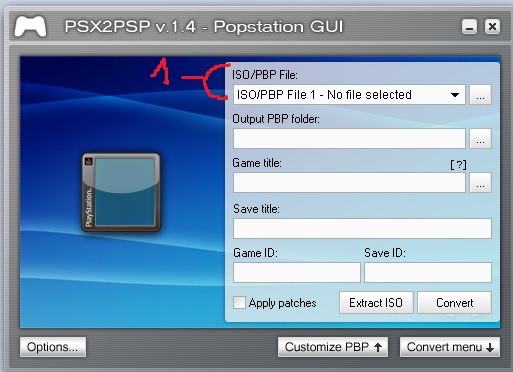 PSX2PSP v.1.4 - Popstation GUI
1
ISO/PBP File:
ISO/PBP File 1 - No file selected
...
Output PBP folder:
...
Game title:
[?]
...
Save title:
Game ID:
Save ID:
PlayStation.
Apply patches
Extract ISO
Convert
Options...
Customize PBP
Convert menu